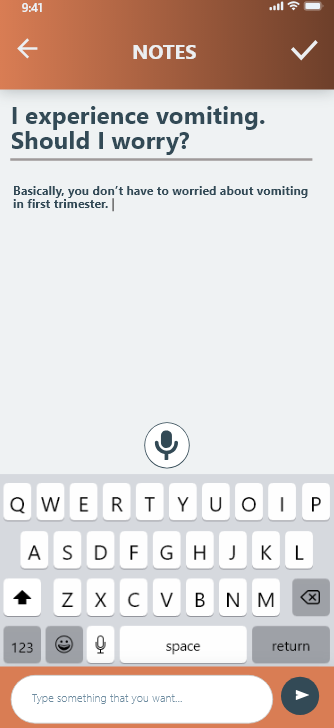 9:41
NOTES
I experience vomiting.
Should I worry?
Basically, you don't have to worried about vomiting
in first trimester.
Q W E R T Y U O I P
A S D F G H J K L
Z X C V B N M
123 space return
Type something that you want...